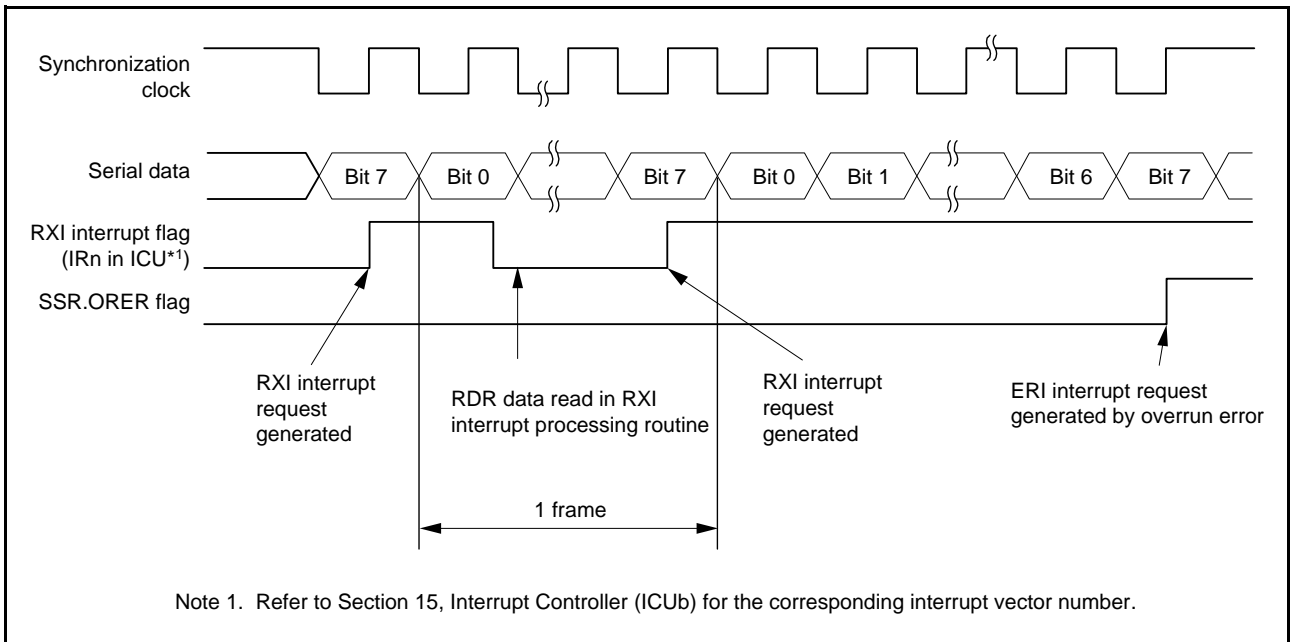 Synchronization
clock
Serial data
Bit 7
Bit 0
Bit 7
Bit 0
Bit 1
Bit 6
Bit 7
RXI interrupt flag
(IRn in ICU*1)
SSR.ORER flag
RXI interrupt
request
generated
RDR data read in RXI
interrupt processing routine
RXI interrupt
request
generated
ERI interrupt request
generated by overrun error
1 frame
Note 1. Refer to Section 15, Interrupt Controller (ICUb) for the corresponding interrupt vector number.